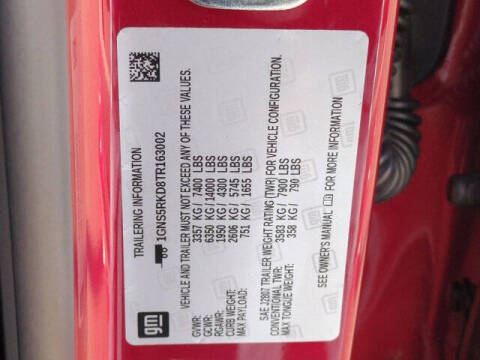 TRAILERING INFORMATION
1GNS5RKD8TR163002
gm
VEHICLE AND TRAILER MUST NOT EXCEED ANY OF THESE VALUES.
GVWR: 3357 KG/ 7400 LBS
GCWR: 6350 KG/14000 LBS
RGAWR: 1950 KG/ 4300 LBS
CURB WEIGHT: 2606 KG/ 5745 LBS
MAX PAYLOAD: 751 KG/ 1655 LBS
SAE J2807 TRAILER WEIGHT RATING (TWR) FOR VEHICLE CONFIGURATION.
CONVENTIONAL TWR: 3583 KG/ 7900 LBS
MAX TONGUE WEIGHT: 358 KG/ 790 LBS
SEE OWNER'S MANUAL FOR MORE INFORMATION